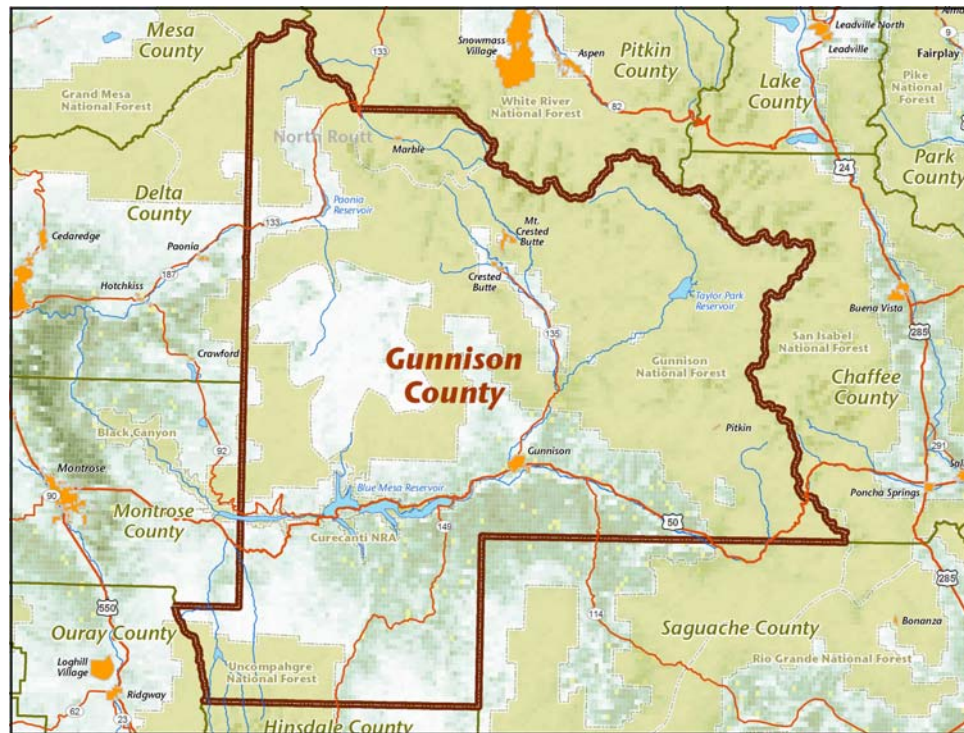 Mesa
County
133
Snowmass
Village
Aspen
Pitkin
County
Leadville North
Leadville
9
Fairplay
Grand Mesa
National Forest
White River
National Forest
82
Lake
County
Pike
National
Forest
North Routt
Marble
24
Park
County
Delta
County
Paonia
Reservoir
133
Mt.
Crested
Butte
Cedaredge
Paonia
187
Hotchkiss
Crested
Butte
Taylor Park
Reservoir
Buena Vista
285
135
San Isabel
National Forest
Crawford
Gunnison
County
Gunnison
National Forest
Chaffee
County
Black Canyon
92
Pitkin
291
Sal
Gunnison
Montrose
90
Blue Mesa Reservoir
Poncha Springs
Montrose
County
149
50
Curecanti NRA
285
550
114
Ouray County
Saguache County
Bonanza
Loghill
Village
Uncompahgre
National Forest
Rio Grande National Forest
Ridgway
62
23
Hinsdale County